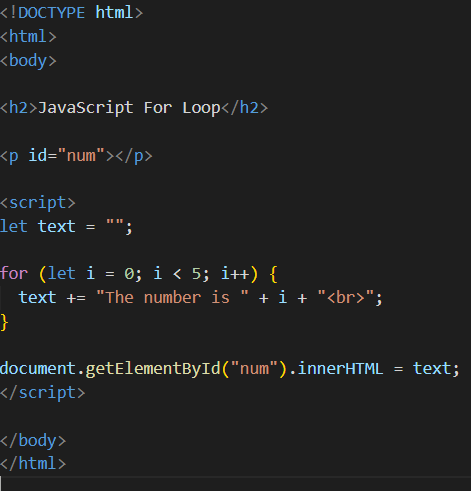 <!DOCTYPE html>
<html>
<body>
<h2>JavaScript For Loop</h2>
<p id="num"></p>
<script>
let text = "";
for (let i = 0; i < 5; i++) {
  text += "The number is " + i + "<br>";
}
document.getElementById("num").innerHTML = text;
</script>
</body>
</html>